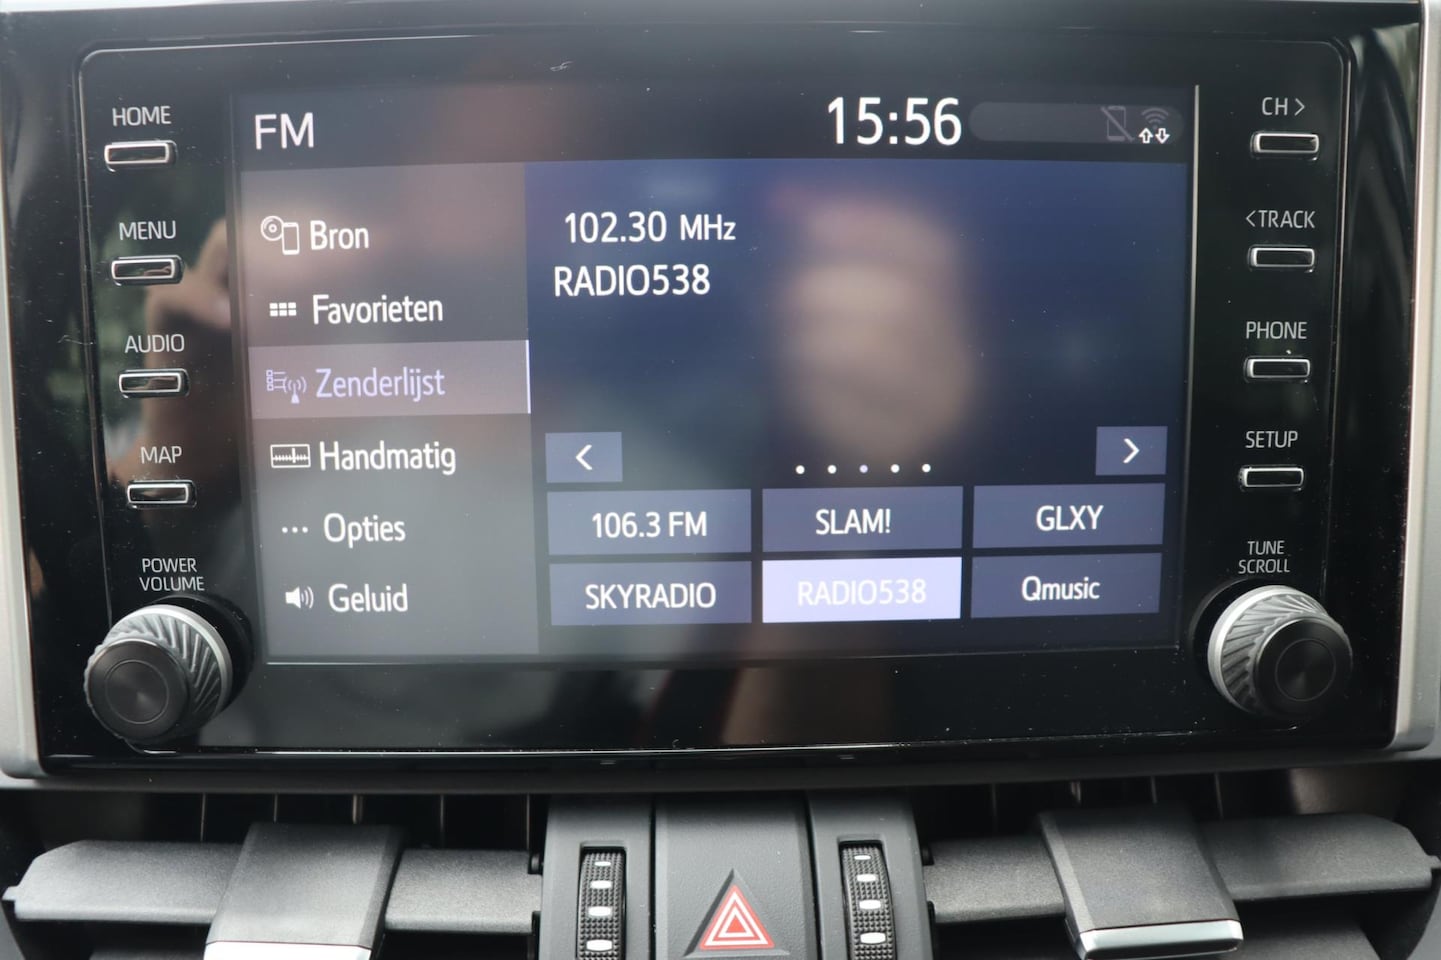 HOME
MENU
AUDIO
MAP
POWER
VOLUME
FM
15:56
Bron
Favorieten
Zenderlijst
Handmatig
Opties
Geluid
102.30 MHz
RADIO538
<
>
106.3 FM
SLAM!
GLXY
SKYRADIO
RADIO538
Qmusic
CH >
< TRACK
PHONE
SETUP
TUNE
SCROLL